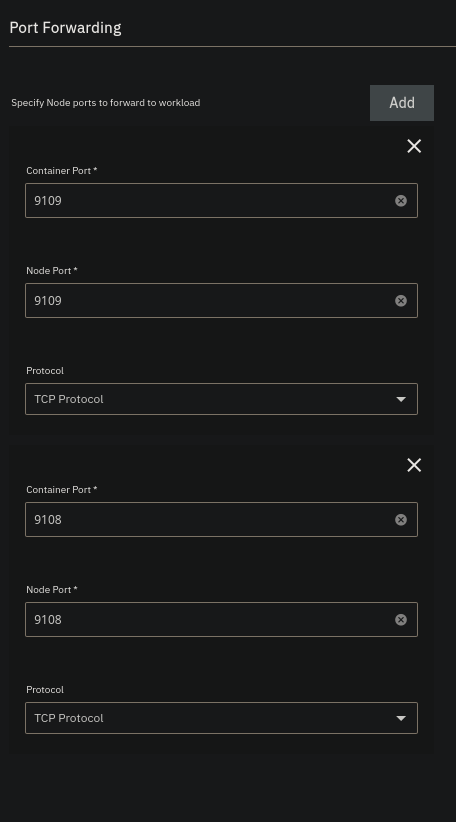 Port Forwarding
Specify Node ports to forward to workload
Add
Container Port *
9109
Node Port *
9109
Protocol
TCP Protocol
Container Port *
9108
Node Port *
9108
Protocol
TCP Protocol